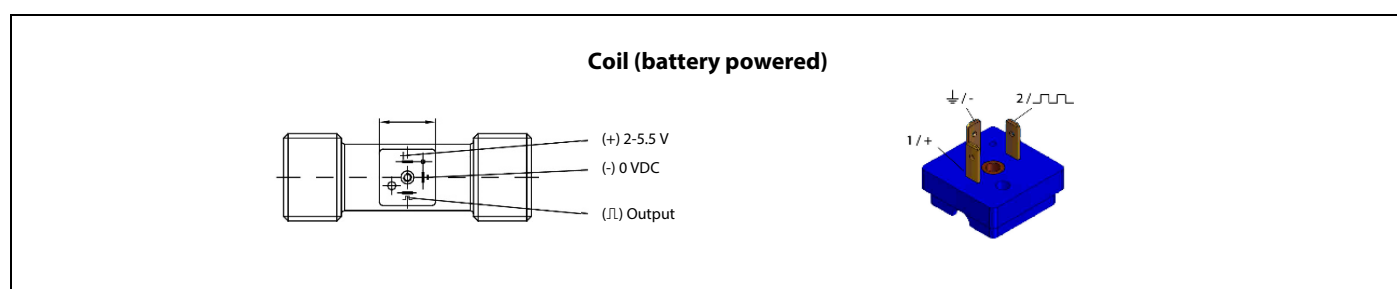 Coil (battery powered)
(+) 2-5.5 V
(-) 0 VDC
(⎍) Output
⏚/-
2/⎍⎍⎍
1/+